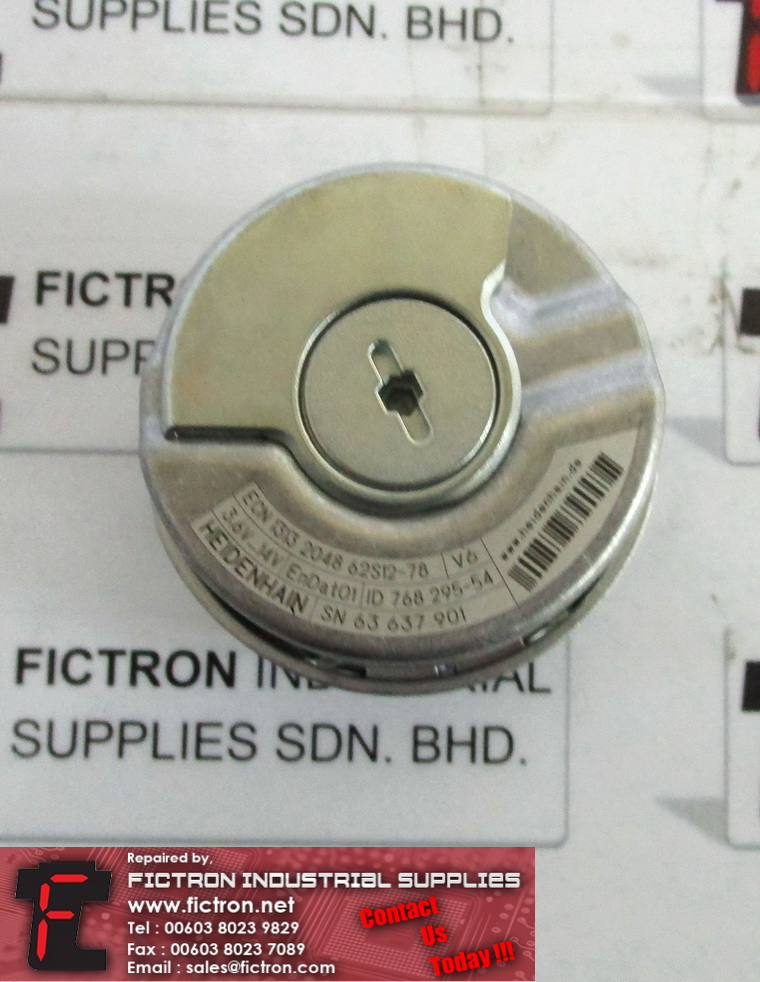 SUPPLIES SDN. BHD.
FICTR
SUPP
ECN 1313 2048 62S12-78 V6
3.6V..14V EnDat01 ID 768 295-54
HEIDENHAIN SN 63 637 901
www.heidenhain.de
FICTRON IND RIAL
SUPPLIES SDN. BHD.
Repaired by,
FICTRON INDUSTRIAL SUPPLIES
www.fictron.net
Tel : 00603 8023 9829
Fax : 00603 8023 7089
Email : sales@fictron.com
Contact
Us
Today !!!